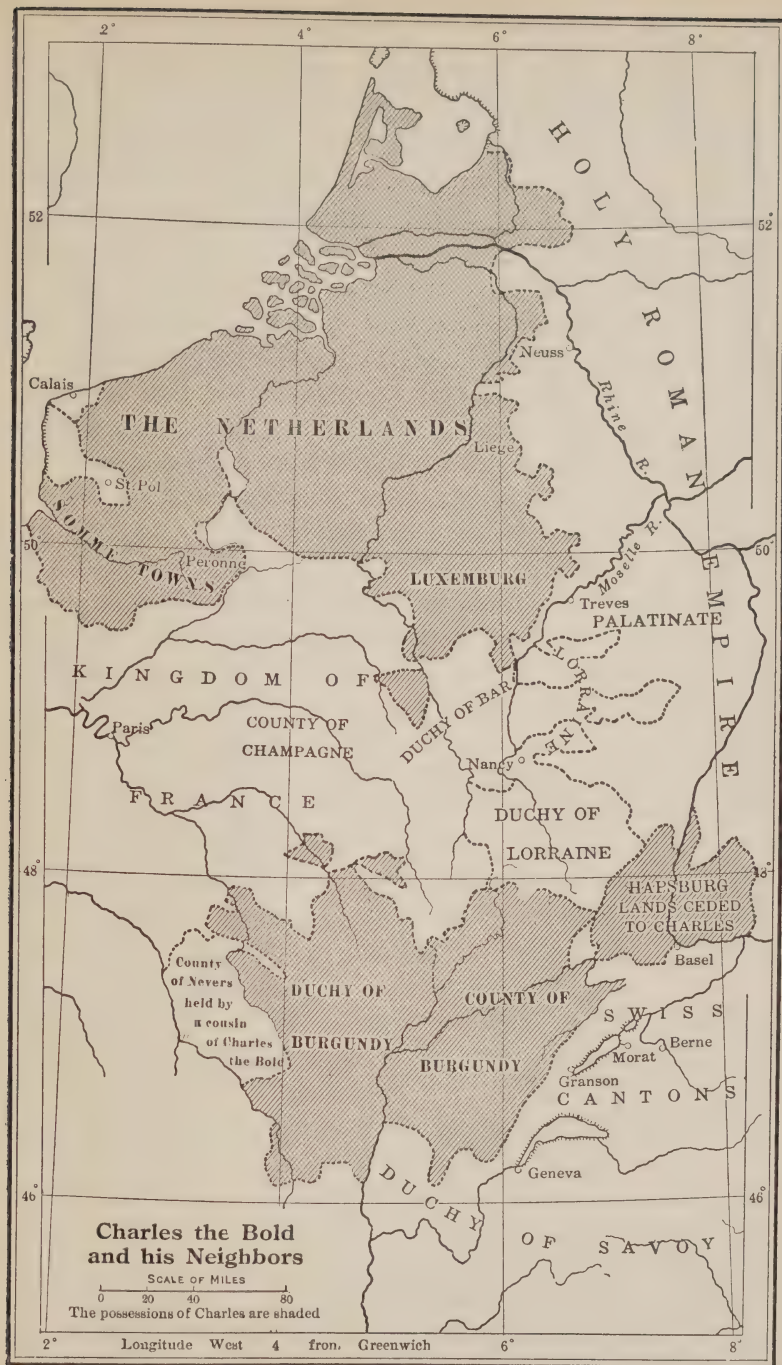 2° 6° 8°
HOLY
52 52°
ROMAN
Neuss
Calais
Rhine R.
THE NETHERLANDS
Liege
St. Pol
SOMME TOWNS
Peronne
50° 50°
Moselle R.
LUXEMBURG
EMPIRE
Treves
PALATINATE
LORRAINE
KINGDOM OF
DUCHY OF BAR
COUNTY OF
CHAMPAGNE
Paris
Nancy
FRANCE
DUCHY OF
LORRAINE
48° 48°
HAPSBURG
LANDS CEDED
TO CHARLES
Basel
County
of Nevers
held by
a cousin
of Charles
the Bold
DUCHY OF
BURGUNDY
COUNTY OF
BURGUNDY
SWISS
Morat Berne
Granson
CANTONS
Geneva
46° 46°
DUCHY
OF SAVOY
Charles the Bold
and his Neighbors
SCALE OF MILES
0 20 40 80
The possessions of Charles are shaded
2° Longitude West 4 from Greenwich 6° 8°